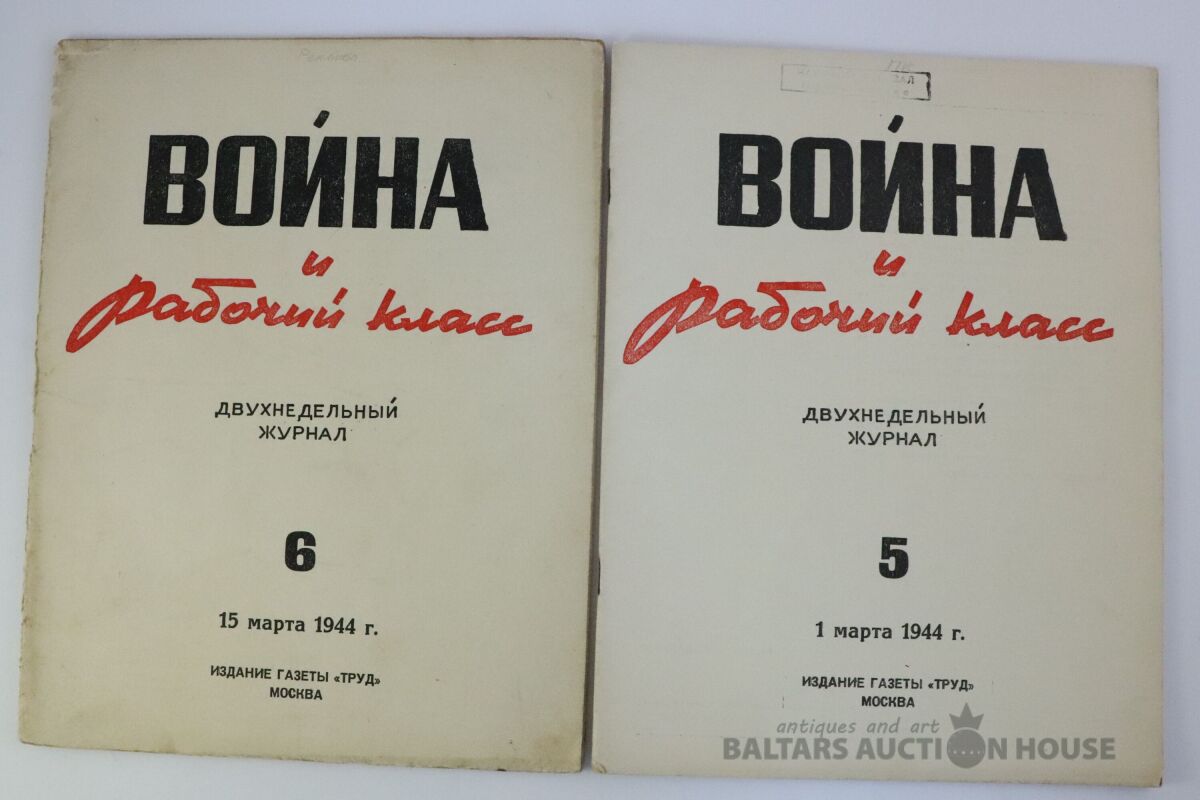 ВОЙНА
и
рабочий класс
ДВУХНЕДЕЛЬНЫЙ
ЖУРНАЛ
6
15 марта 1944 г.
ИЗДАНИЕ ГАЗЕТЫ «ТРУД»
МОСКВА
ВОЙНА
и
рабочий класс
ДВУХНЕДЕЛЬНЫЙ
ЖУРНАЛ
5
1 марта 1944 г.
ИЗДАНИЕ ГАЗЕТЫ «ТРУД»
МОСКВА
antiques and art
BALTARS AUCTION HOUSE